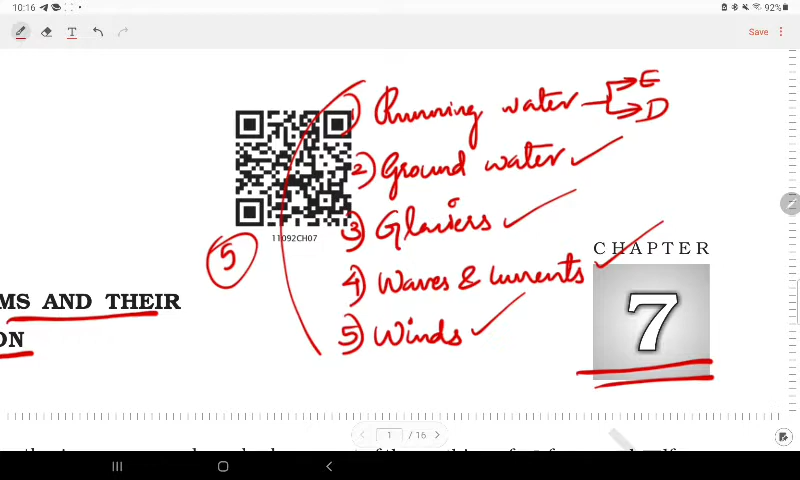 10:16
92%
T
Save
1) Running water → E
→ D
2) Ground water ✓
3) Glaciers ✓
11092CH07
5
CHAPTER
4) Waves & Currents ✓
MS AND THEIR
7
ON
5) Winds ✓
1 / 16